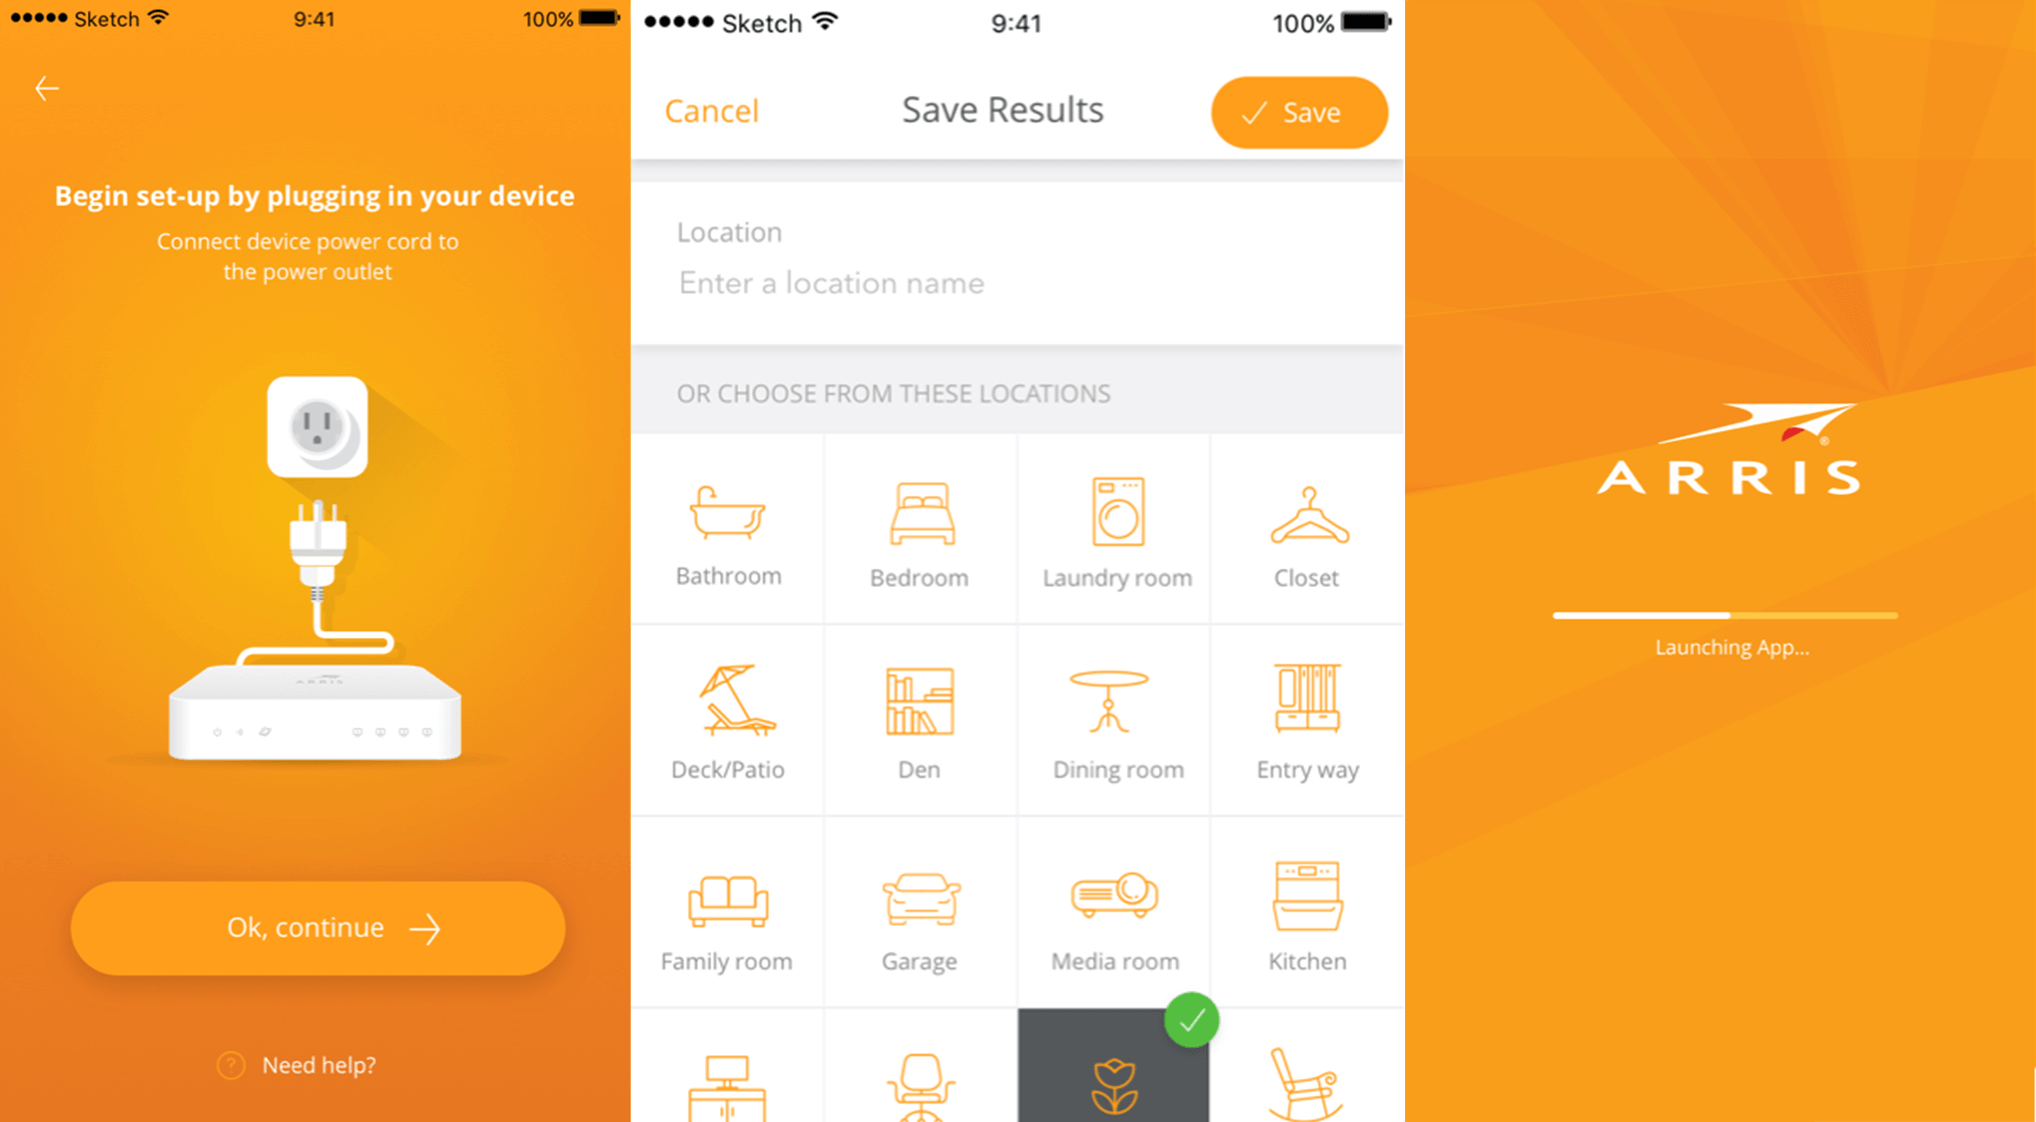 Sketch 9:41 100%
Begin set-up by plugging in your device
Connect device power cord to
the power outlet
ARRIS
Ok, continue
? Need help?
Sketch 9:41 100%
Cancel Save Results Save
Location
Enter a location name
OR CHOOSE FROM THESE LOCATIONS
Bathroom Bedroom Laundry room Closet
Deck/Patio Den Dining room Entry way
Family room Garage Media room Kitchen
®
ARRIS
Launching App...